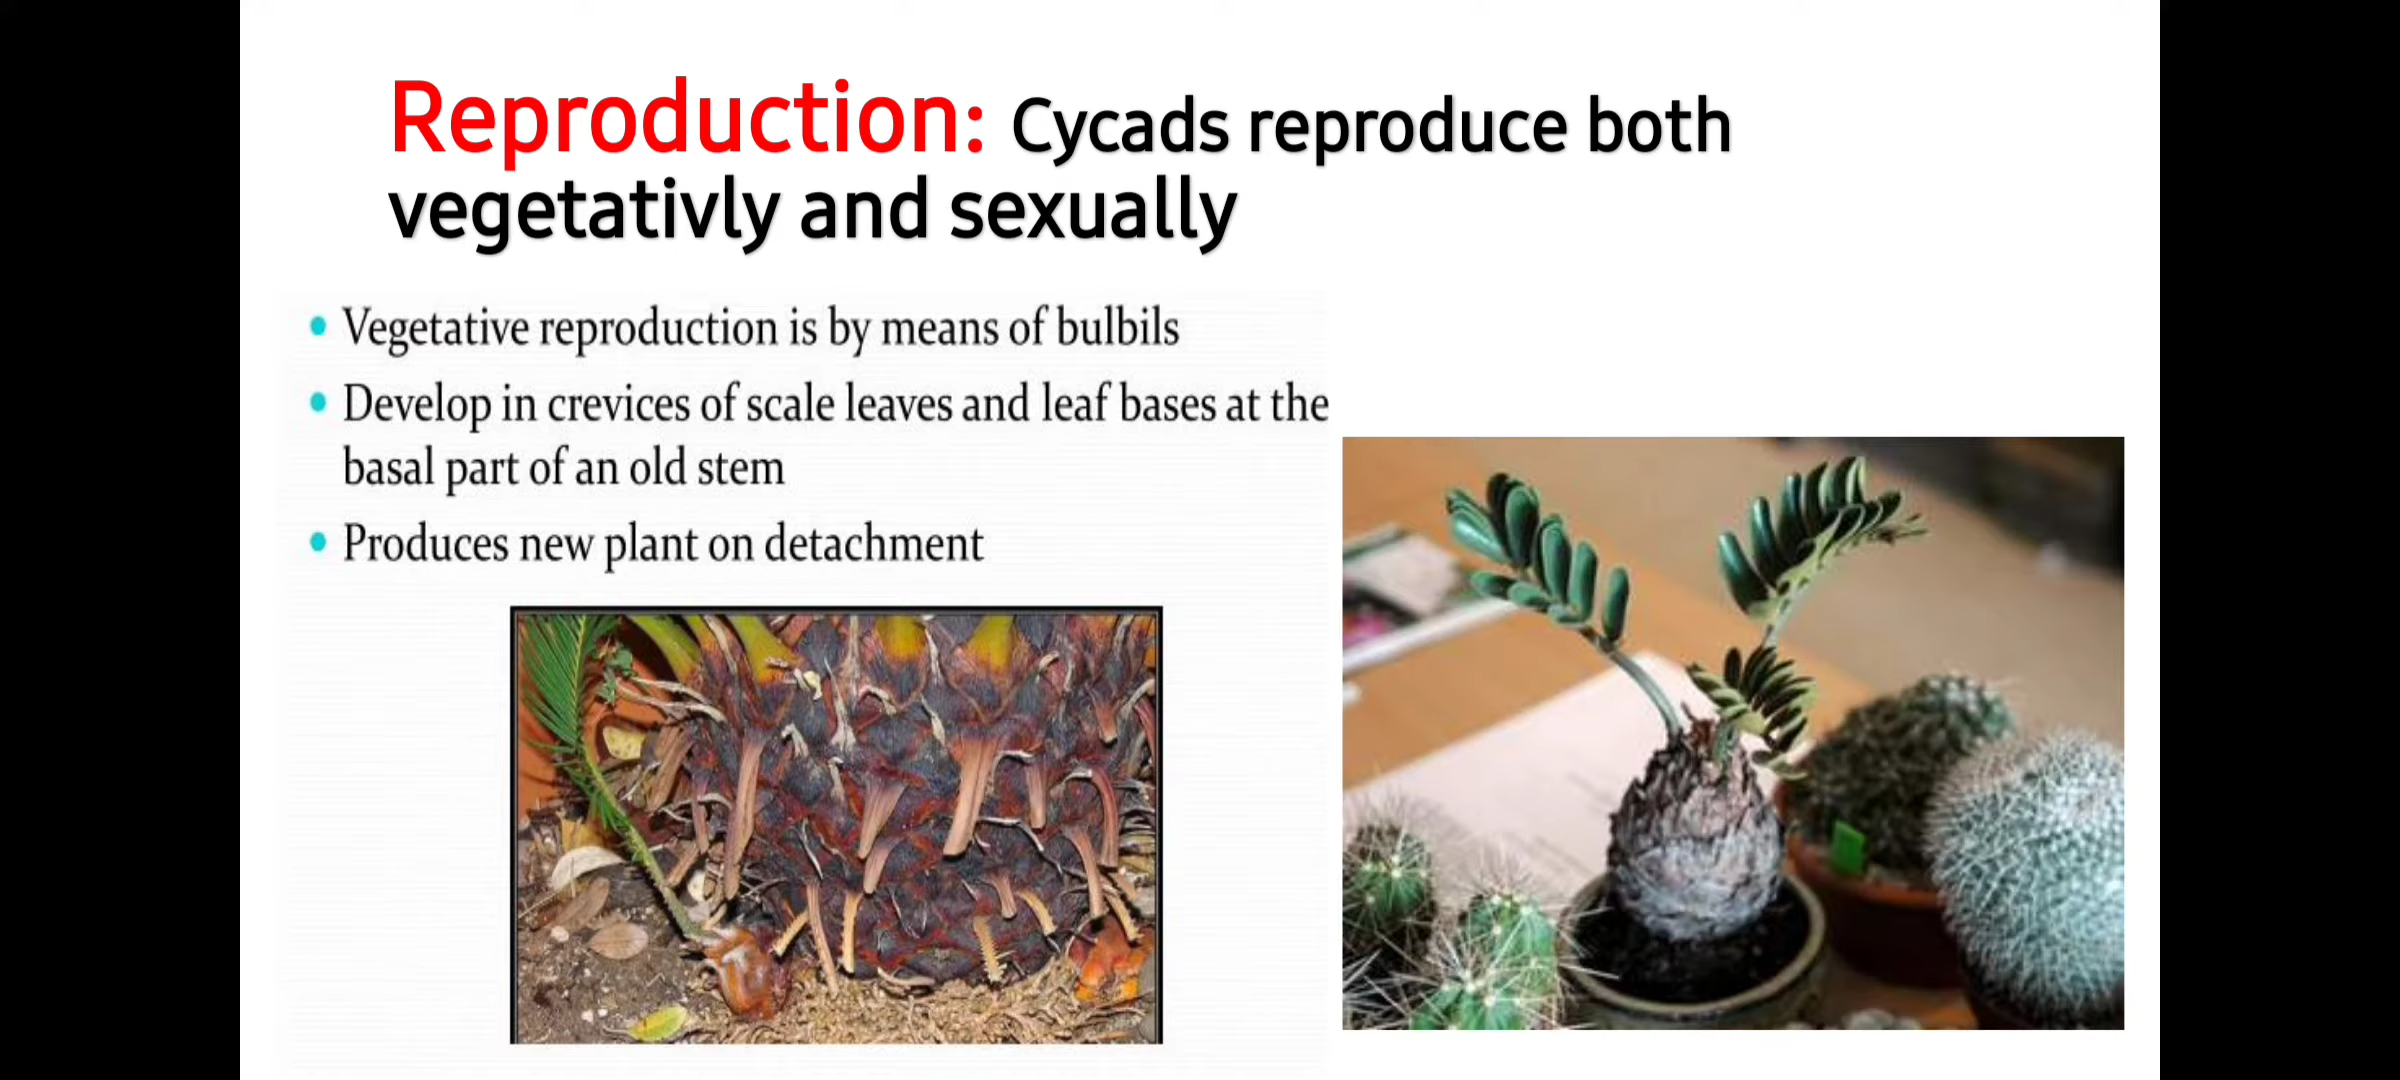 Reproduction: Cycads reproduce both
vegetativly and sexually
• Vegetative reproduction is by means of bulbils
• Develop in crevices of scale leaves and leaf bases at the
basal part of an old stem
• Produces new plant on detachment